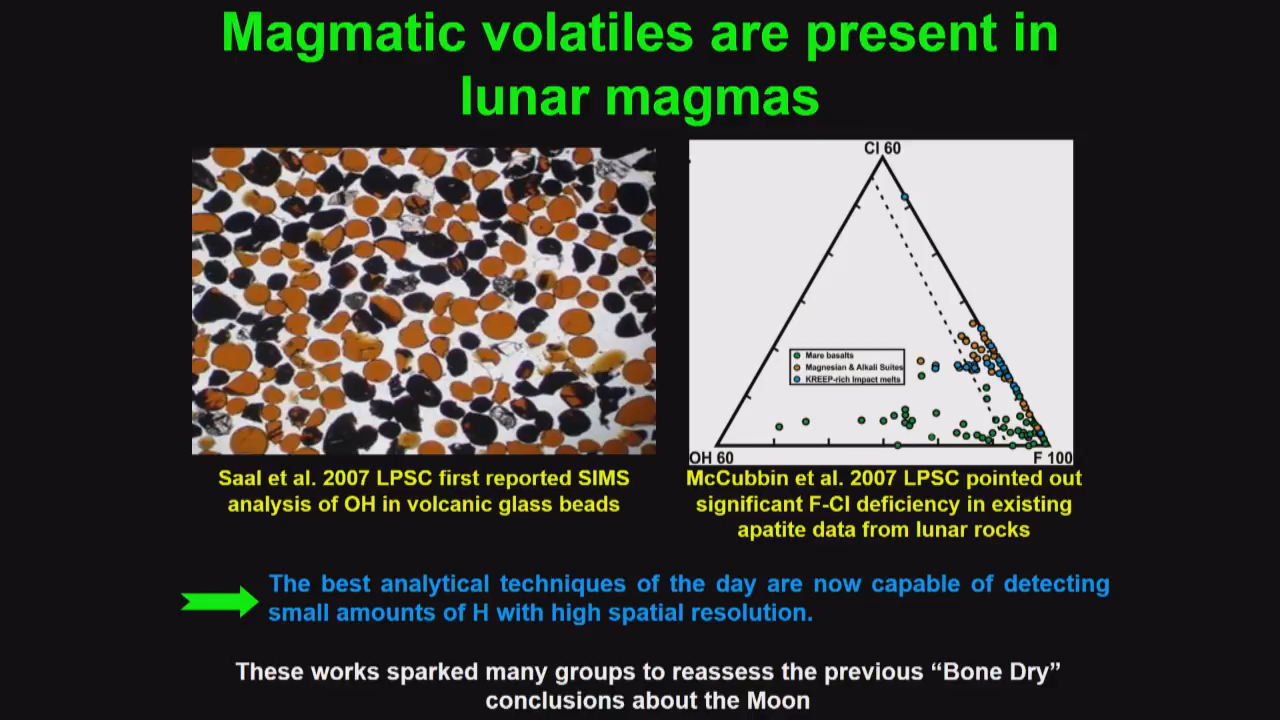 Magmatic volatiles are present in
lunar magmas
Cl 60
Mare basalts
Magnesian & Alkali Suites
KREEP-rich Impact melts
OH 60
F 100
Saal et al. 2007 LPSC first reported SIMS
analysis of OH in volcanic glass beads
McCubbin et al. 2007 LPSC pointed out
significant F-Cl deficiency in existing
apatite data from lunar rocks
The best analytical techniques of the day are now capable of detecting
small amounts of H with high spatial resolution.
These works sparked many groups to reassess the previous “Bone Dry”
conclusions about the Moon